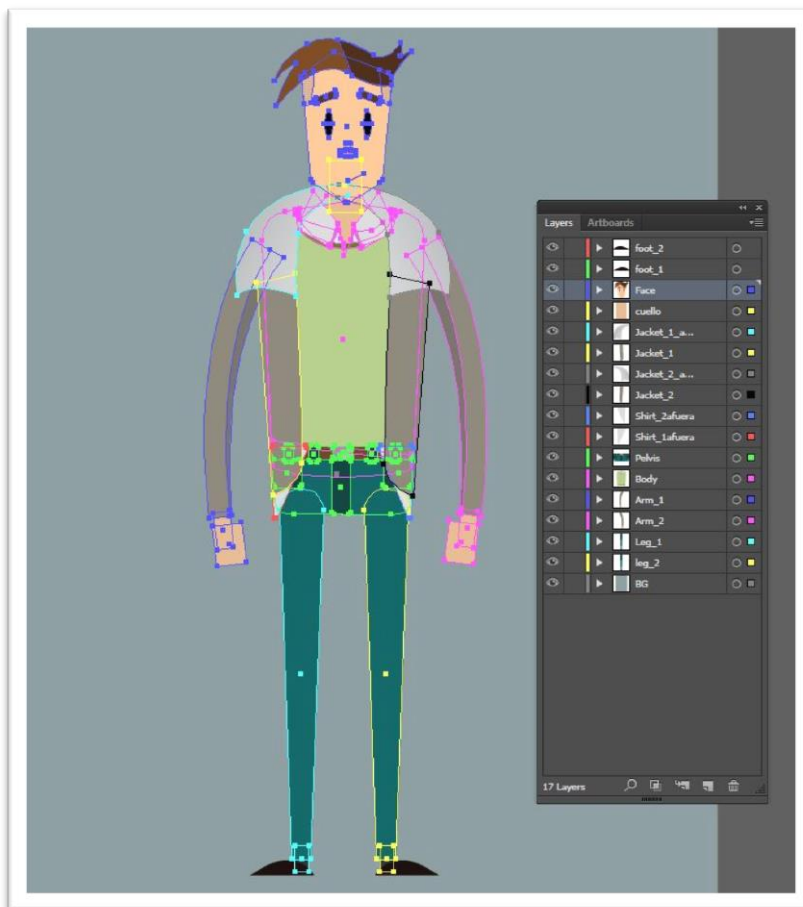 Layers Artboards
foot_2
foot_1
Face
cuello
Jacket_1_a...
Jacket_1
Jacket_2_a...
Jacket_2
Shirt_2afuera
Shirt_1afuera
Pelvis
Body
Arm_1
Arm_2
Leg_1
leg_2
BG
17 Layers